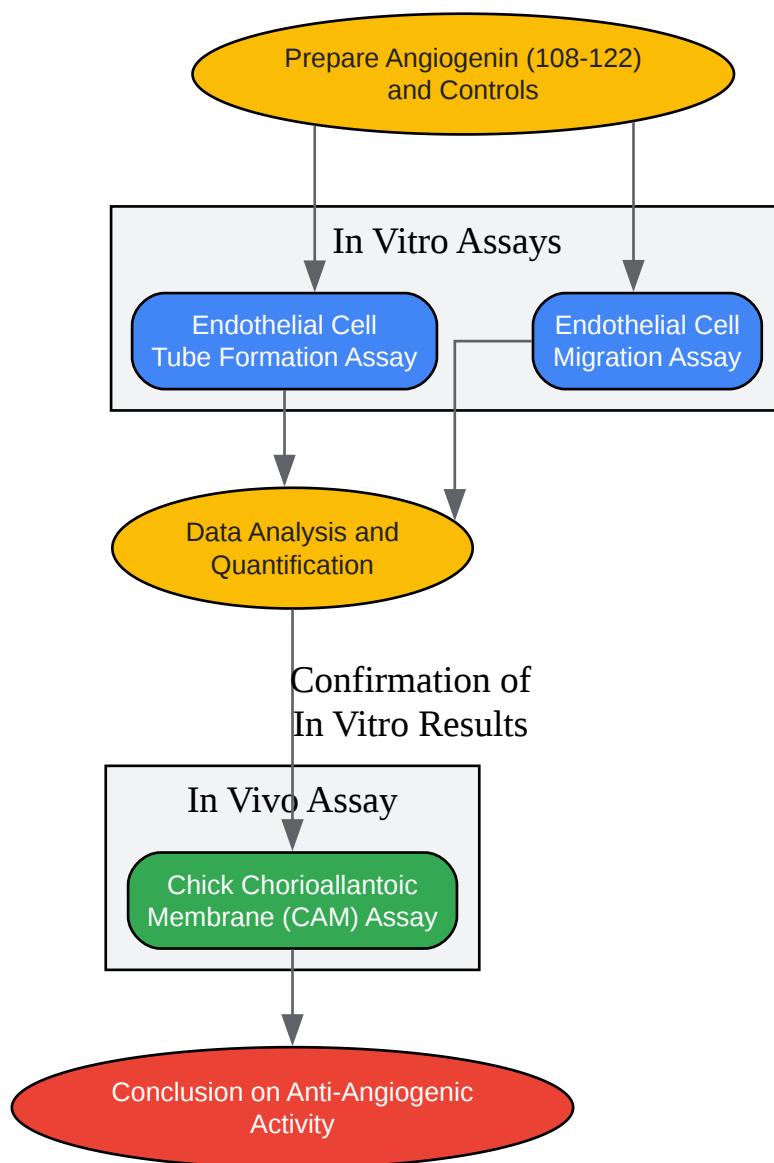 Prepare Angiogenin (108-122)
and Controls
In Vitro Assays
Endothelial Cell
Tube Formation Assay
Endothelial Cell
Migration Assay
Data Analysis and
Quantification
Confirmation of
In Vitro Results
In Vivo Assay
Chick Chorioallantoic
Membrane (CAM) Assay
Conclusion on Anti-Angiogenic
Activity